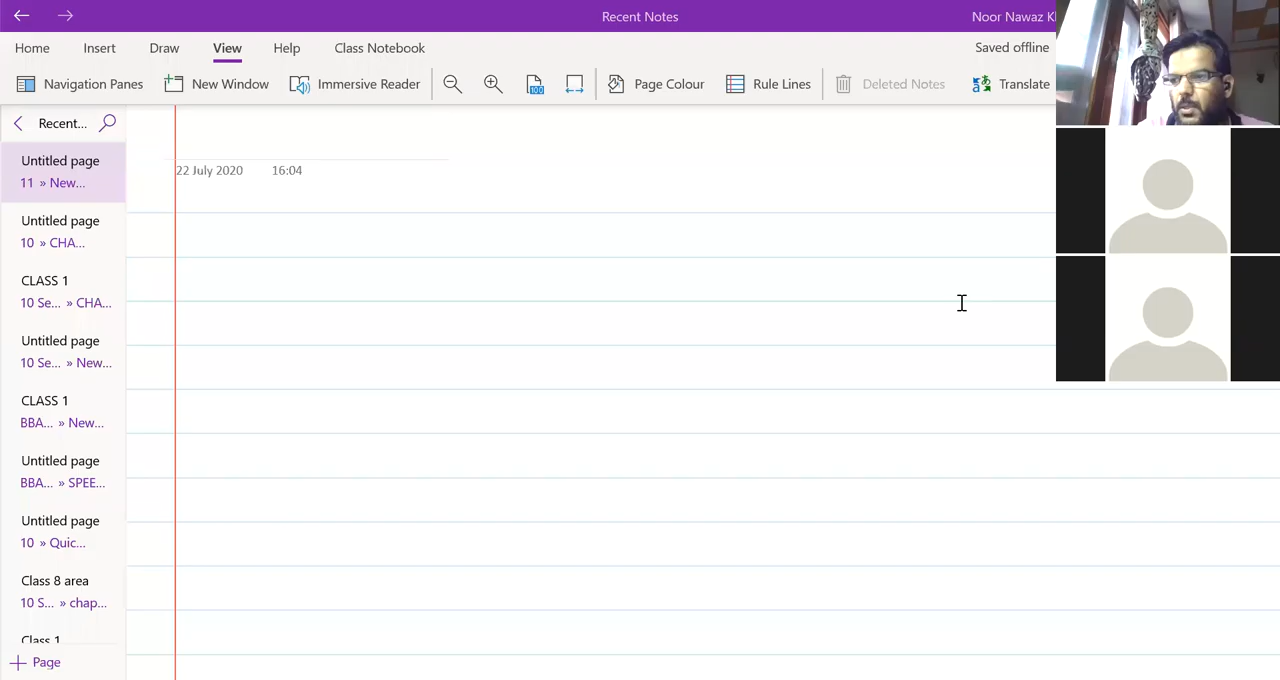 Recent Notes
Noor Nawaz
Home Insert Draw View Help Class Notebook
Saved offline
Navigation Panes New Window Immersive Reader 100 Page Colour Rule Lines Deleted Notes Translate
Recent...
Untitled page
11 » New...
Untitled page
10 » CHA...
CLASS 1
10 Se... » CHA...
Untitled page
10 Se... » New...
CLASS 1
BBA... » New...
Untitled page
BBA... » SPEE...
Untitled page
10 » Quic...
Class 8 area
10 S... » chap...
Class 1
Page
22 July 2020 16:04